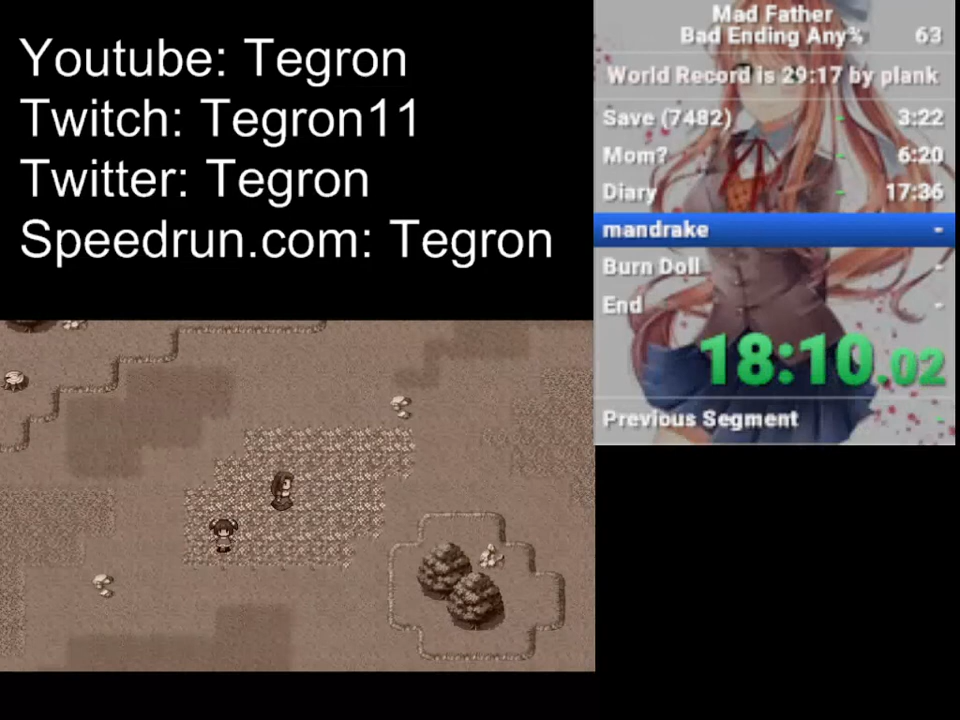 Youtube: Tegron
Twitch: Tegron11
Twitter: Tegron
Speedrun.com: Tegron
Mad Father
Bad Ending Any% 63
World Record is 29:17 by plank
Save (7482) - 3:22
Mom? - 6:20
Diary - 17:36
mandrake -
Burn Doll -
End -
18:10.02
Previous Segment -